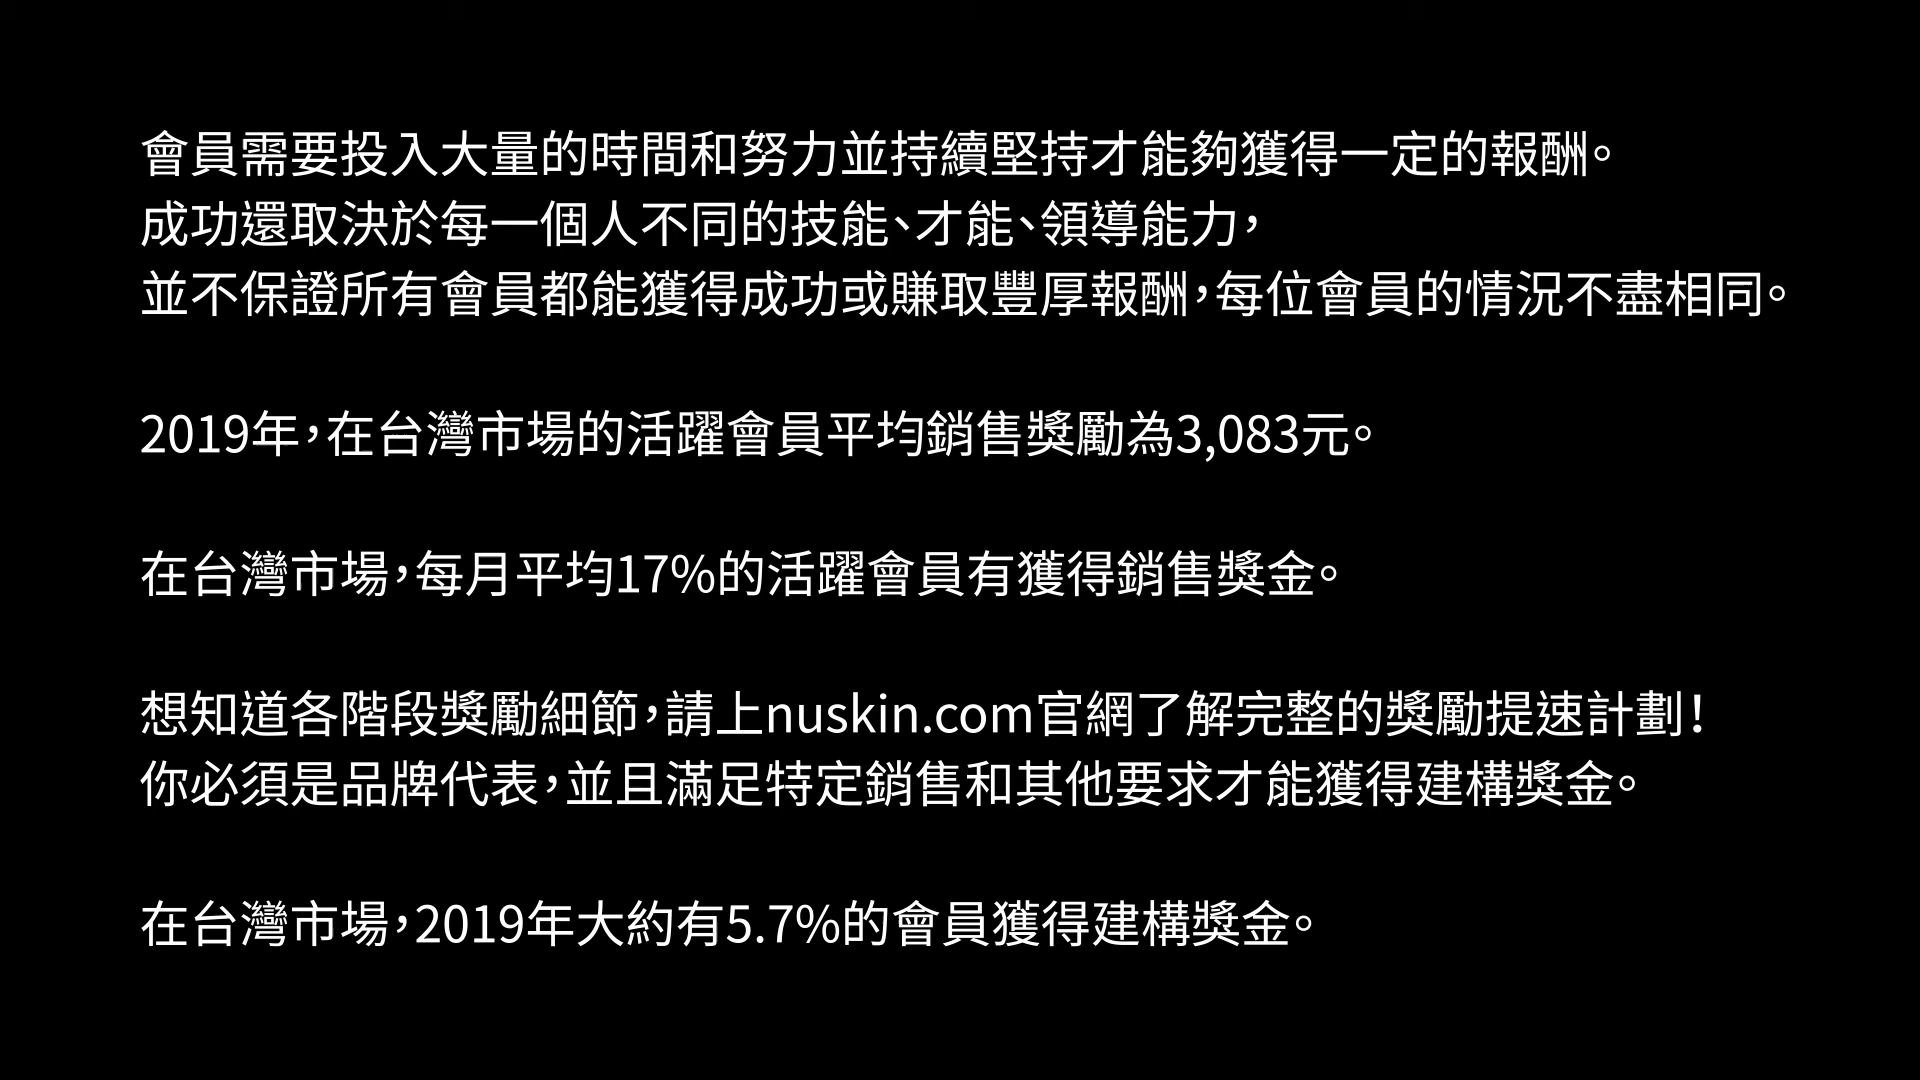 會員需要投入大量的時間和努力並持續堅持才能夠獲得一定的報酬。
成功還取決於每一個人不同的技能、才能、領導能力，
並不保證所有會員都能獲得成功或賺取豐厚報酬，每位會員的情況不盡相同。
2019年，在台灣市場的活躍會員平均銷售獎勵為3,083元。
在台灣市場，每月平均17%的活躍會員有獲得銷售獎金。
想知道各階段獎勵細節，請上nuskin.com官網了解完整的獎勵提速計劃！
你必須是品牌代表，並且滿足特定銷售和其他要求才能獲得建構獎金。
在台灣市場，2019年大約有5.7%的會員獲得建構獎金。